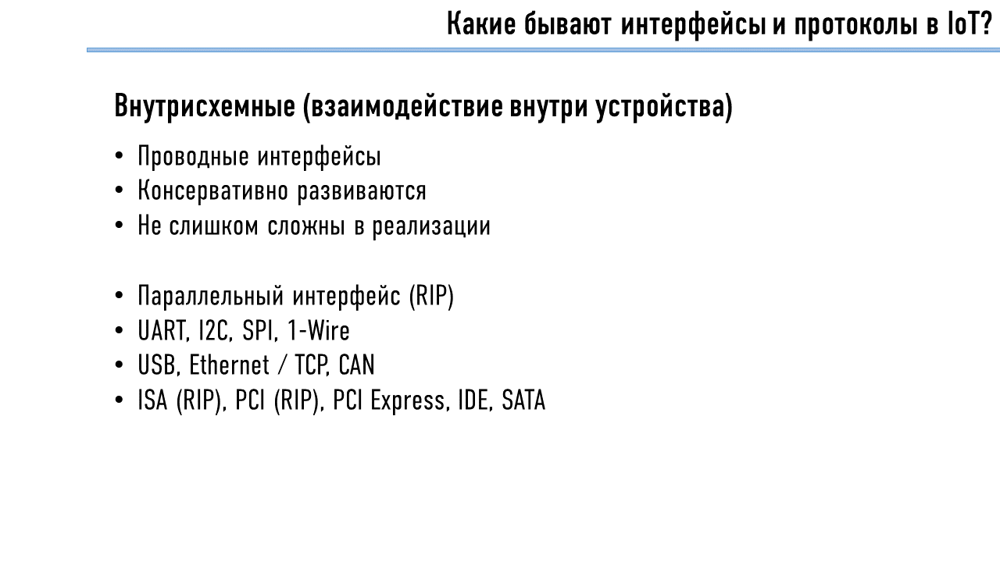 Какие бывают интерфейсы и протоколы в IoT?
Внутрисхемные (взаимодействие внутри устройства)
• Проводные интерфейсы
• Консервативно развиваются
• Не слишком сложны в реализации
• Параллельный интерфейс (RIP)
• UART, I2C, SPI, 1-Wire
• USB, Ethernet / TCP, CAN
• ISA (RIP), PCI (RIP), PCI Express, IDE, SATA